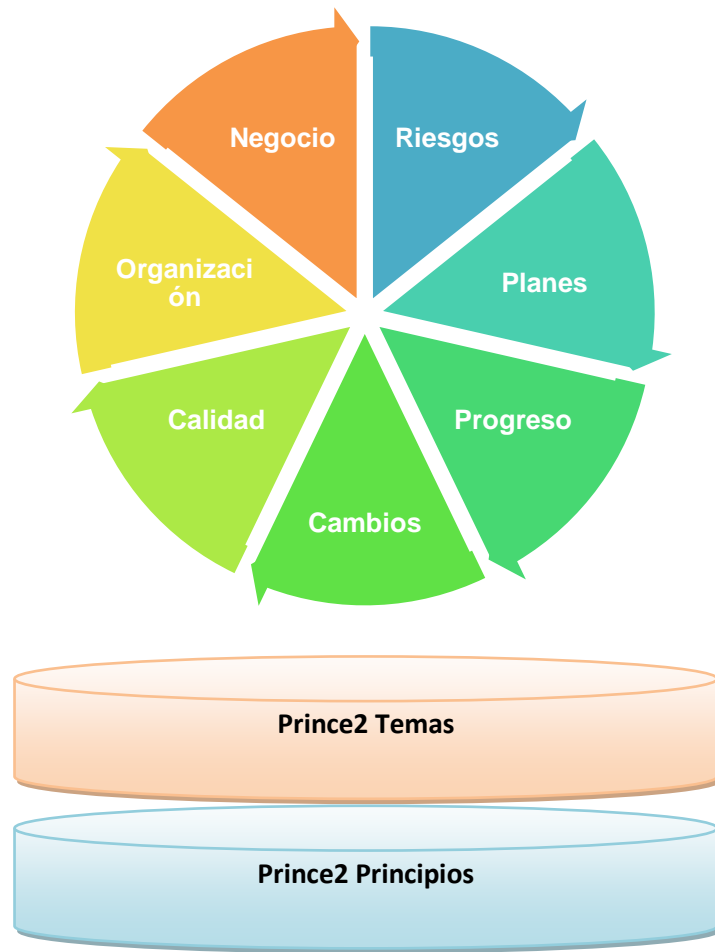 Negocio
Riesgos
Organizaci
ón
Planes
Calidad
Progreso
Cambios
Prince2 Temas
Prince2 Principios